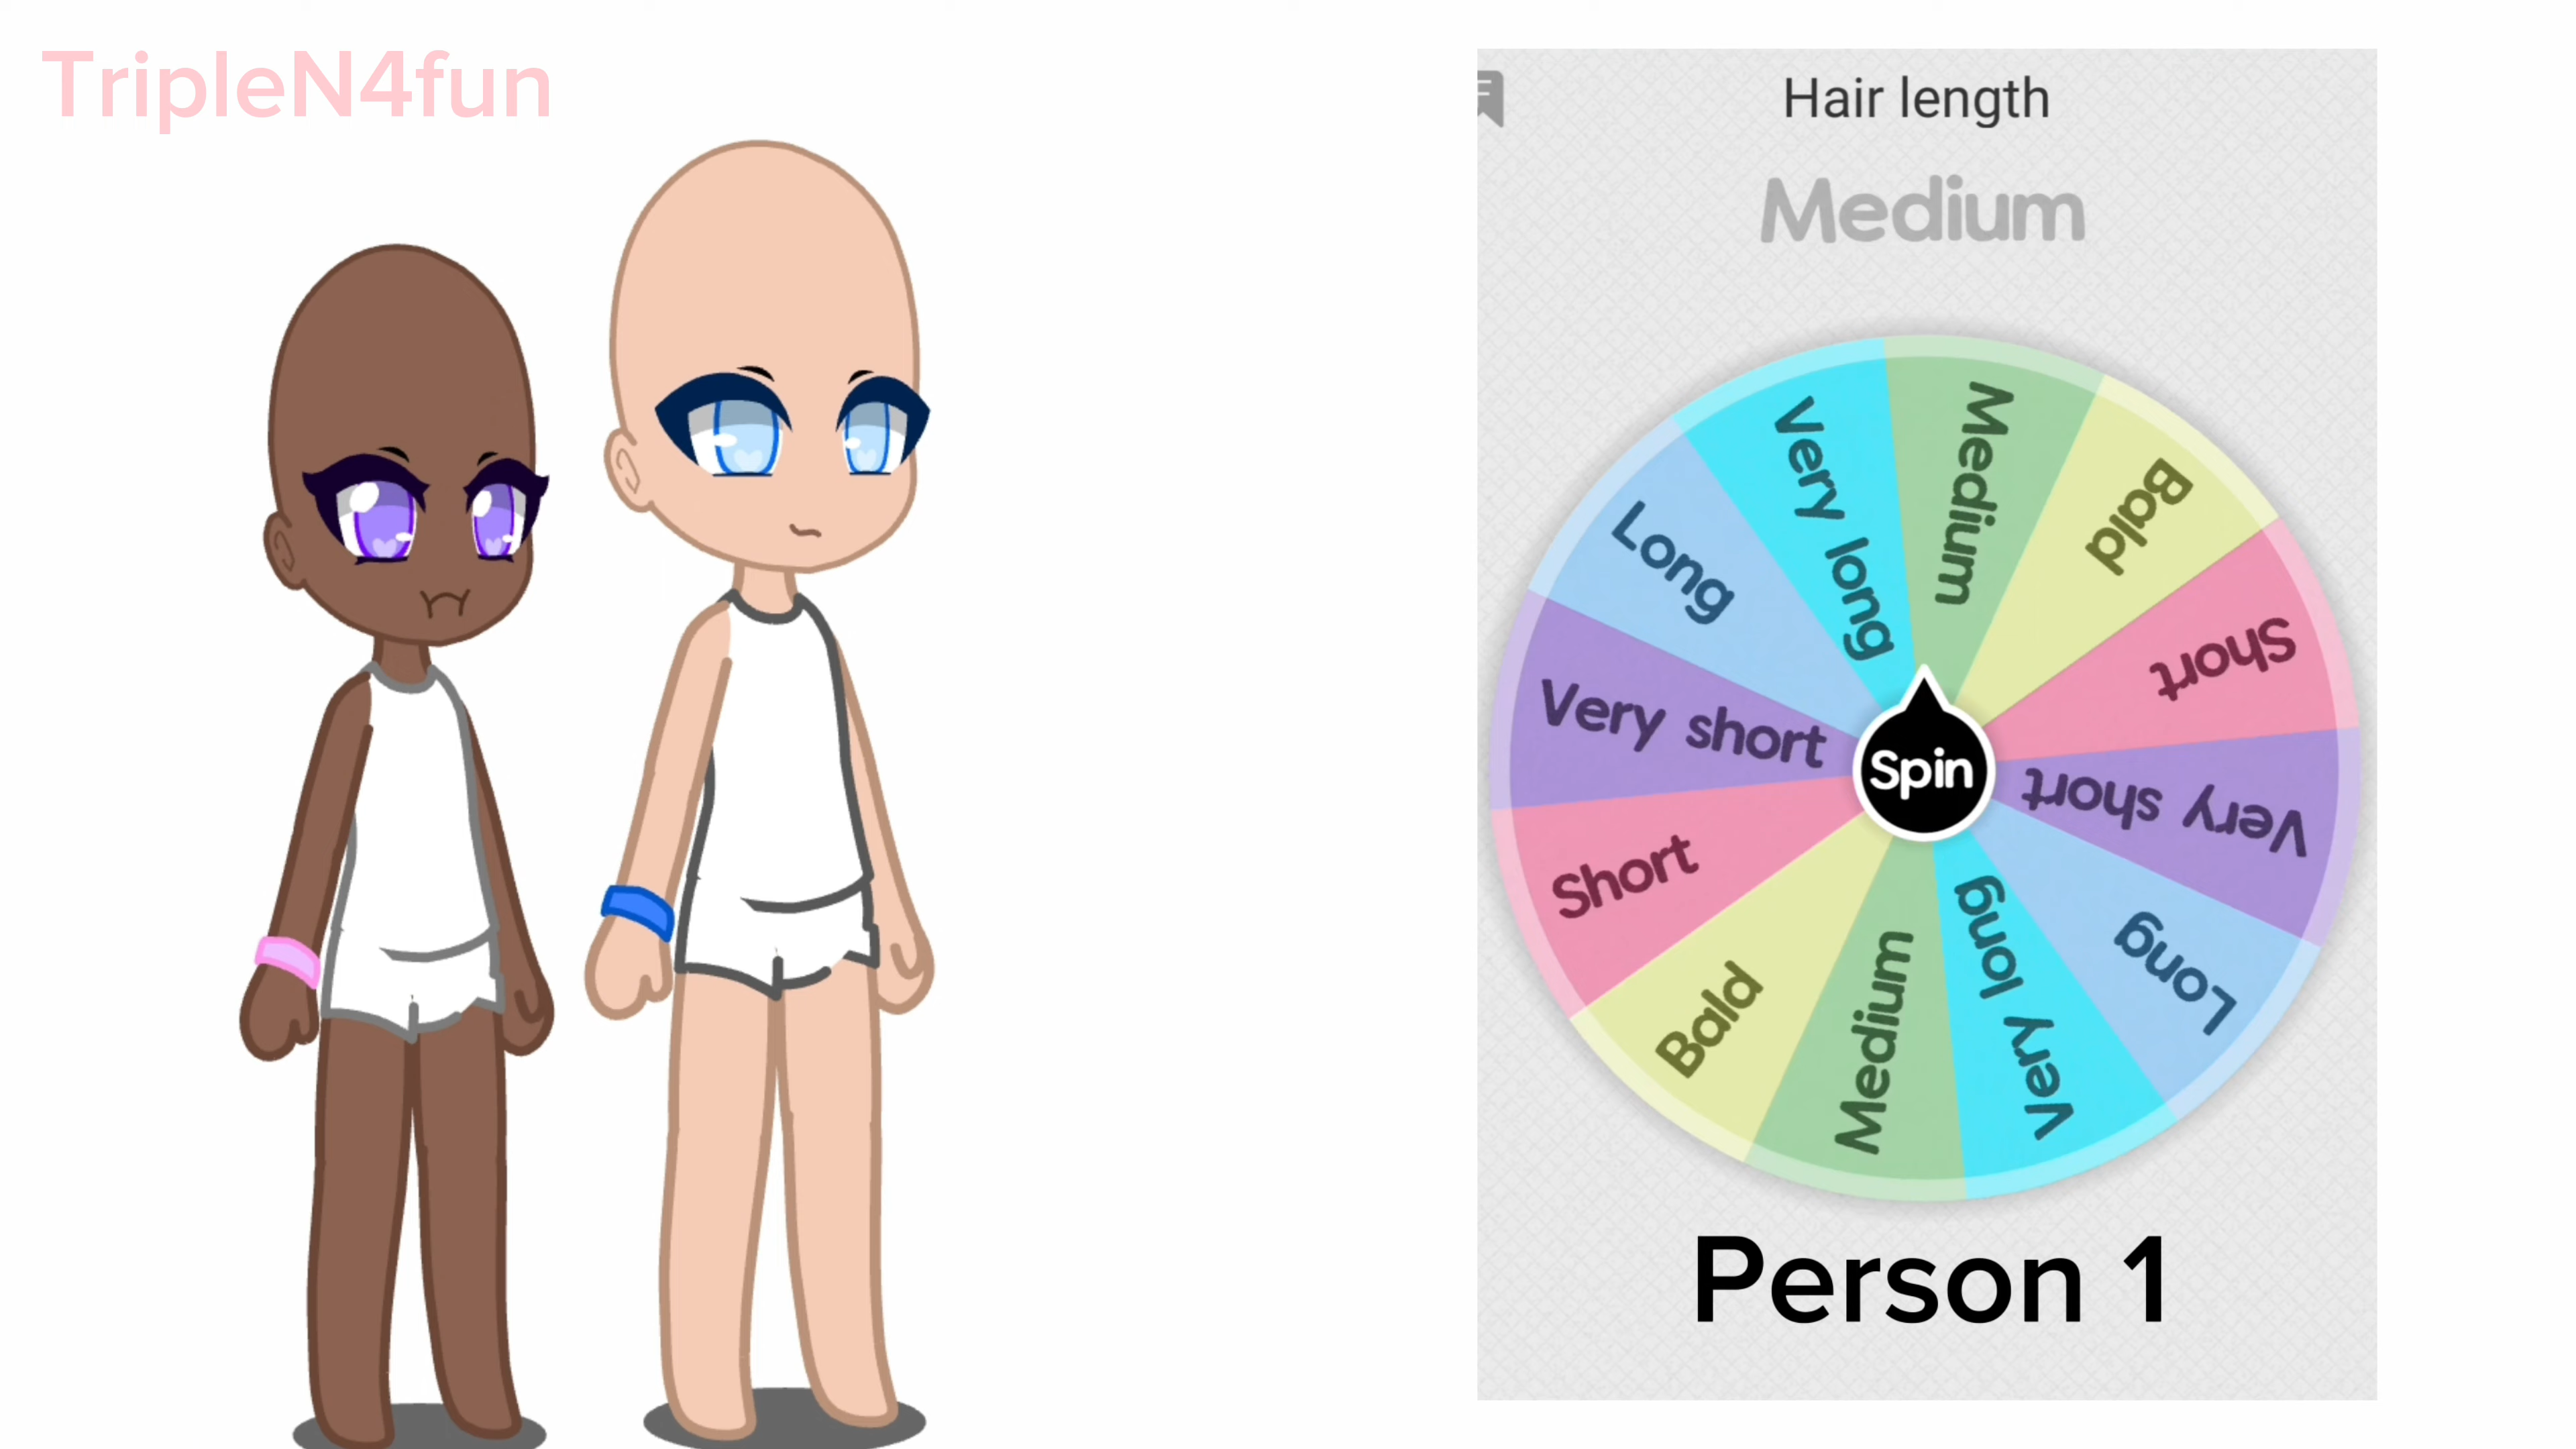 TripleN4fun
Hair length
Medium
Medium
Bald
Short
Very short
Long
Very long
Medium
Bald
Short
Very short
Long
Very long
Spin
Person 1